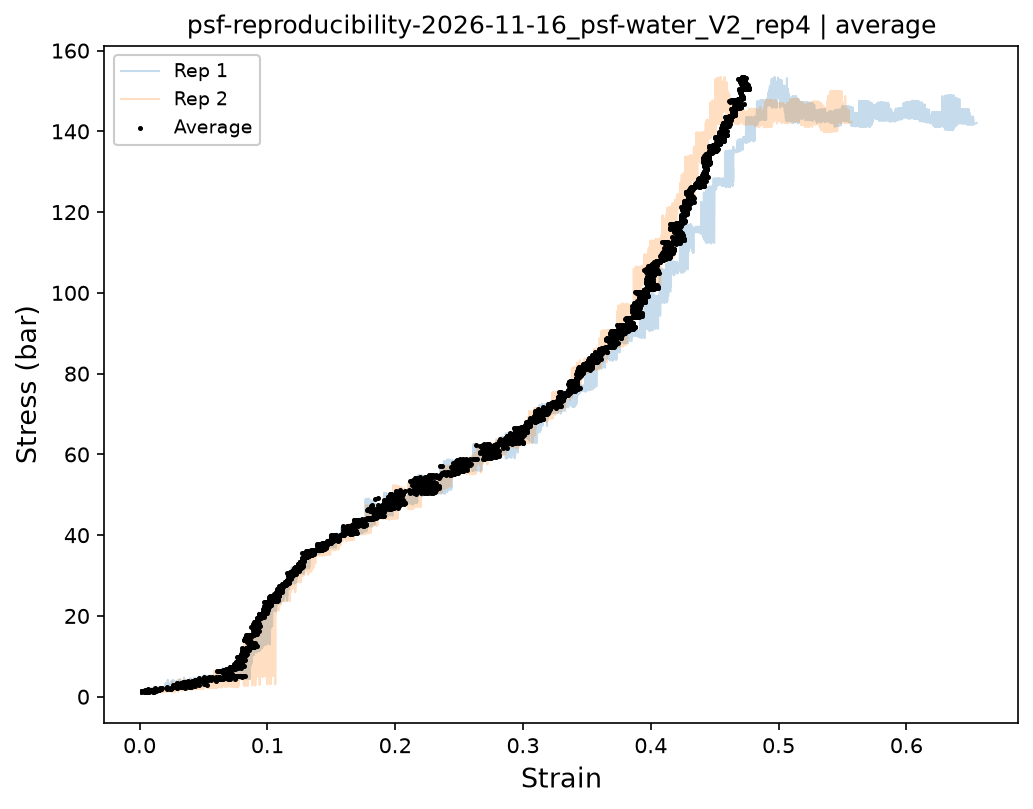 psf-reproducibility-2026-11-16_psf-water_V2_rep4 | average
Rep 1
Rep 2
Average
160
140
120
100
80
60
40
20
0
Stress (bar)
0.0 0.1 0.2 0.3 0.4 0.5 0.6
Strain